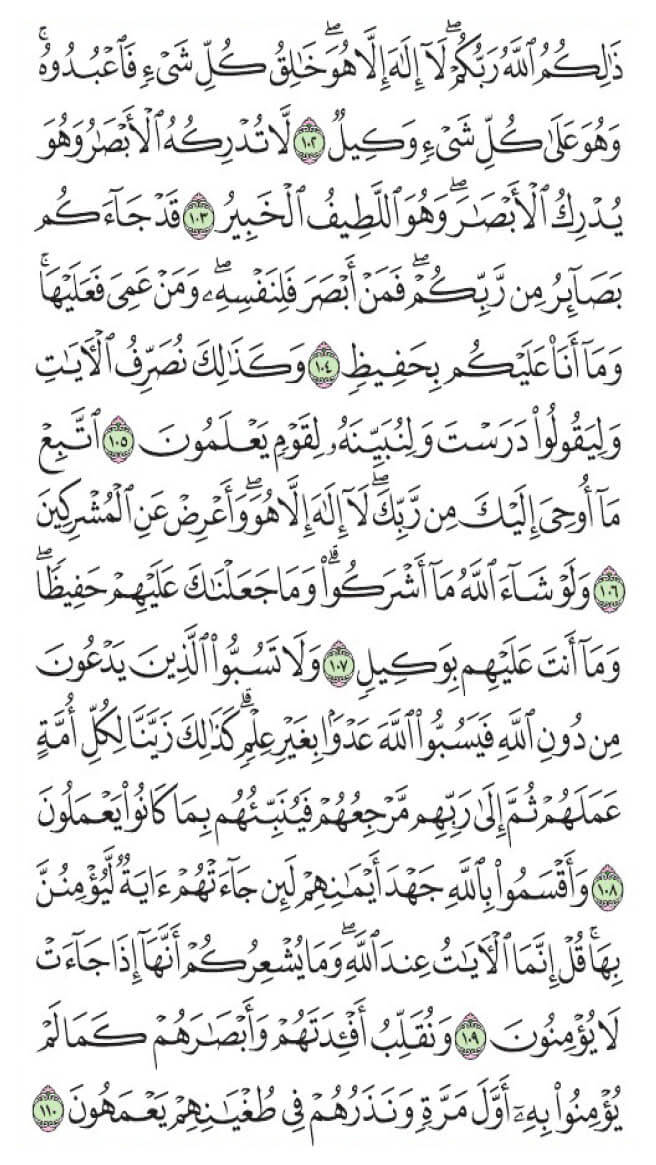 ذَٰلِكُمُ ٱللَّهُ رَبُّكُمْۖ لَآ إِلَٰهَ إِلَّا هُوَۖ خَٰلِقُ كُلِّ شَىْءٍ فَٱعْبُدُوهُۚ
وَهُوَ عَلَىٰ كُلِّ شَىْءٍ وَكِيلٌ ١٠٢ لَّا تُدْرِكُهُ ٱلْأَبْصَٰرُ وَهُوَ
يُدْرِكُ ٱلْأَبْصَٰرَۖ وَهُوَ ٱللَّطِيفُ ٱلْخَبِيرُ ١٠٣ قَدْ جَآءَكُم
بَصَآئِرُ مِن رَّبِّكُمْۖ فَمَنْ أَبْصَرَ فَلِنَفْسِهِۦۖ وَمَنْ عَمِىَ فَعَلَيْهَاۚ
وَمَآ أَنَا۠ عَلَيْكُم بِحَفِيظٍ ١٠٤ وَكَذَٰلِكَ نُصَرِّفُ ٱلْءَايَٰتِ
وَلِيَقُولُوا۟ دَرَسْتَ وَلِنُبَيِّنَهُۥ لِقَوْمٍ يَعْلَمُونَ ١٠٥ ٱتَّبِعْ
مَآ أُوحِىَ إِلَيْكَ مِن رَّبِّكَۖ لَآ إِلَٰهَ إِلَّا هُوَۖ وَأَعْرِضْ عَنِ ٱلْمُشْرِكِينَ
١٠٦ وَلَوْ شَآءَ ٱللَّهُ مَآ أَشْرَكُوا۟ۗ وَمَا جَعَلْنَٰكَ عَلَيْهِمْ حَفِيظًاۖ
وَمَآ أَنتَ عَلَيْهِم بِوَكِيلٍ ١٠٧ وَلَا تَسُبُّوا۟ ٱلَّذِينَ يَدْعُونَ
مِن دُونِ ٱللَّهِ فَيَسُبُّوا۟ ٱللَّهَ عَدْوًۢا بِغَيْرِ عِلْمٍۗ كَذَٰلِكَ زَيَّنَّا لِكُلِّ أُمَّةٍ
عَمَلَهُمْ ثُمَّ إِلَىٰ رَبِّهِم مَّرْجِعُهُمْ فَيُنَبِّئُهُم بِمَا كَانُوا۟ يَعْمَلُونَ
١٠٨ وَأَقْسَمُوا۟ بِٱللَّهِ جَهْدَ أَيْمَٰنِهِمْ لَئِن جَآءَتْهُمْ ءَايَةٌ لَّيُؤْمِنُنَّ
بِهَاۚ قُلْ إِنَّمَا ٱلْءَايَٰتُ عِندَ ٱللَّهِۖ وَمَا يُشْعِرُكُمْ أَنَّهَآ إِذَا جَآءَتْ
لَا يُؤْمِنُونَ ١٠٩ وَنُقَلِّبُ أَفْـِٔدَتَهُمْ وَأَبْصَٰرَهُمْ كَمَا لَمْ
يُؤْمِنُوا۟ بِهِۦٓ أَوَّلَ مَرَّةٍ وَنَذَرُهُمْ فِى طُغْيَٰنِهِمْ يَعْمَهُونَ ١١٠